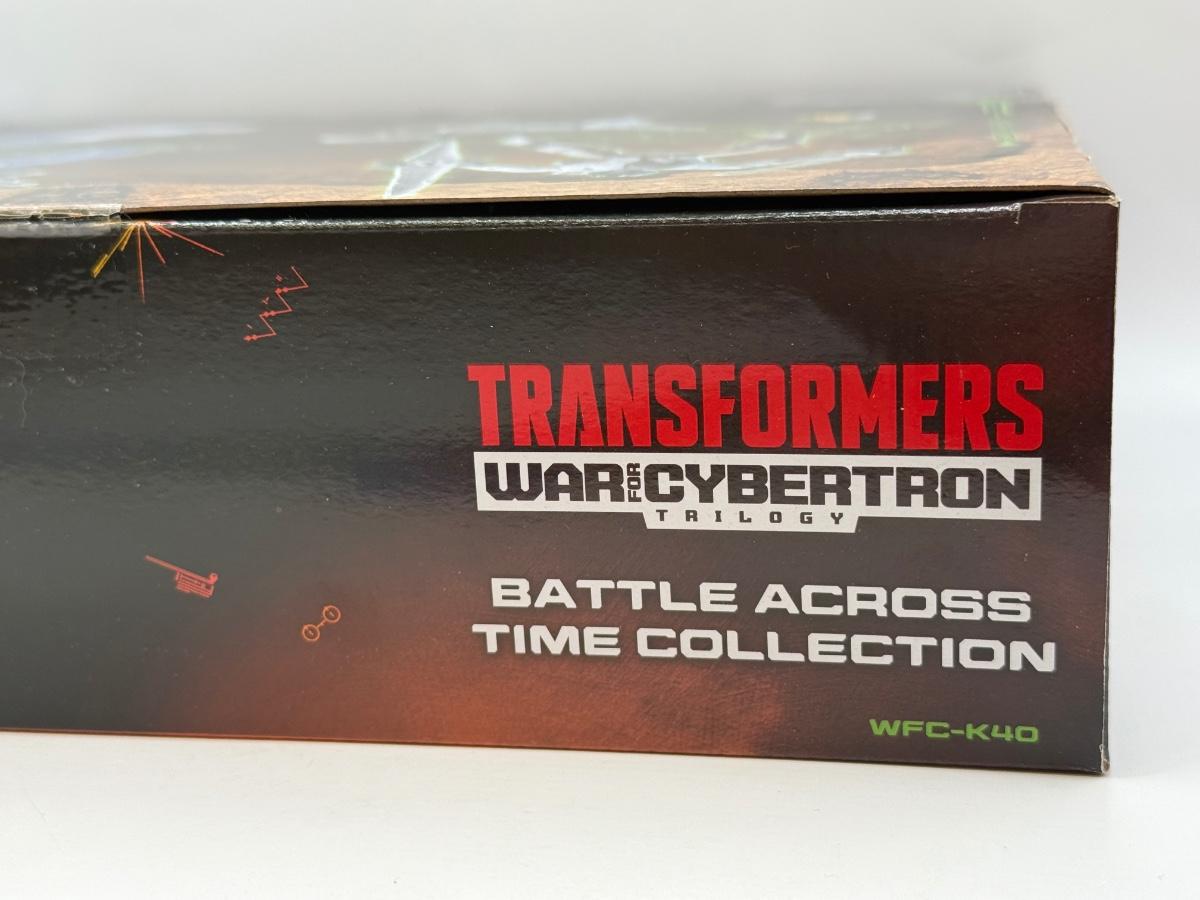 TRANSFORMERS
WAR FOR CYBERTRON
TRILOGY
BATTLE ACROSS
TIME COLLECTION
WFC-K40